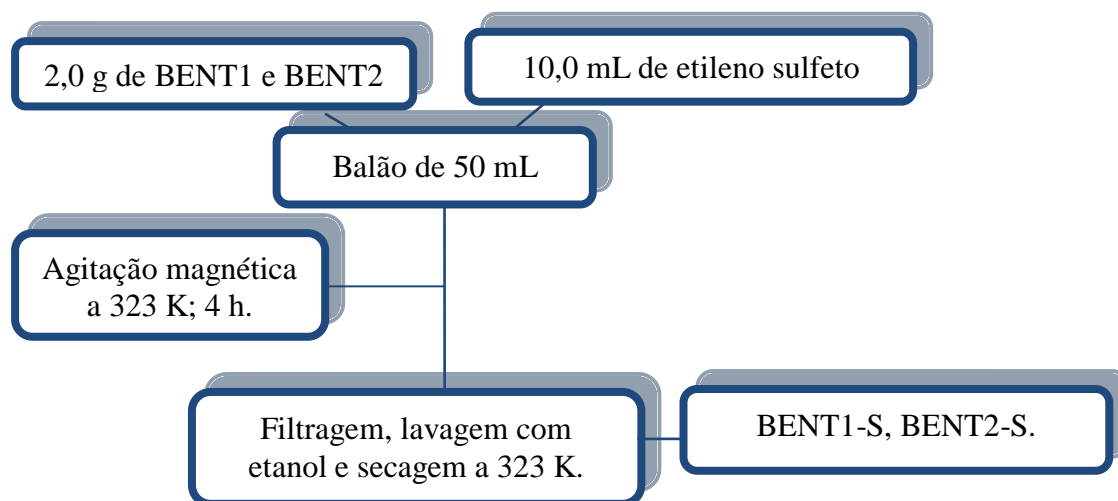 2,0 g de BENT1 e BENT2
10,0 mL de etileno sulfeto
Balão de 50 mL
Agitação magnética
a 323 K; 4 h.
Filtragem, lavagem com
etanol e secagem a 323 K.
BENT1-S, BENT2-S.